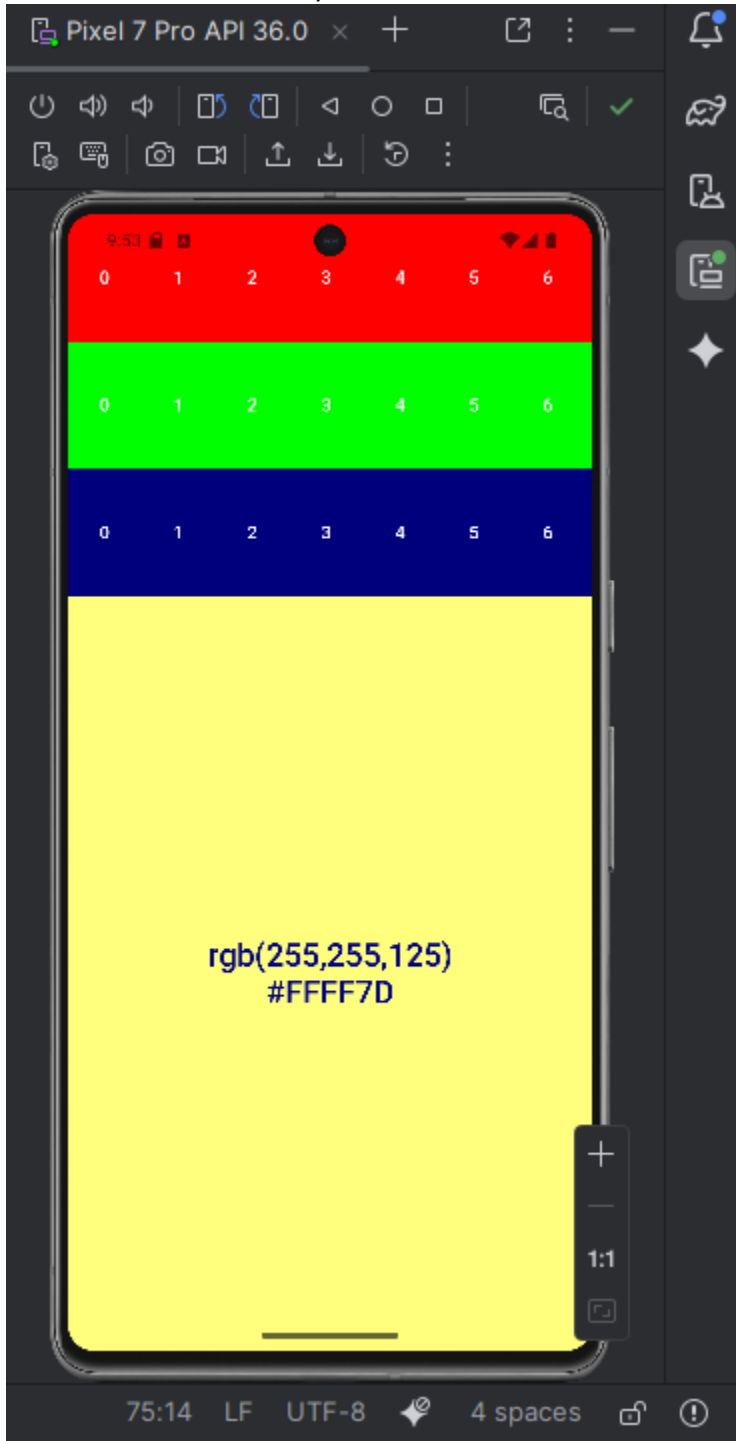 Pixel 7 Pro API 36.0
9:53
0 1 2 3 4 5 6
0 1 2 3 4 5 6
0 1 2 3 4 5 6
rgb(255,255,125)
#FFFF7D
1:1
75:14 LF UTF-8 4 spaces